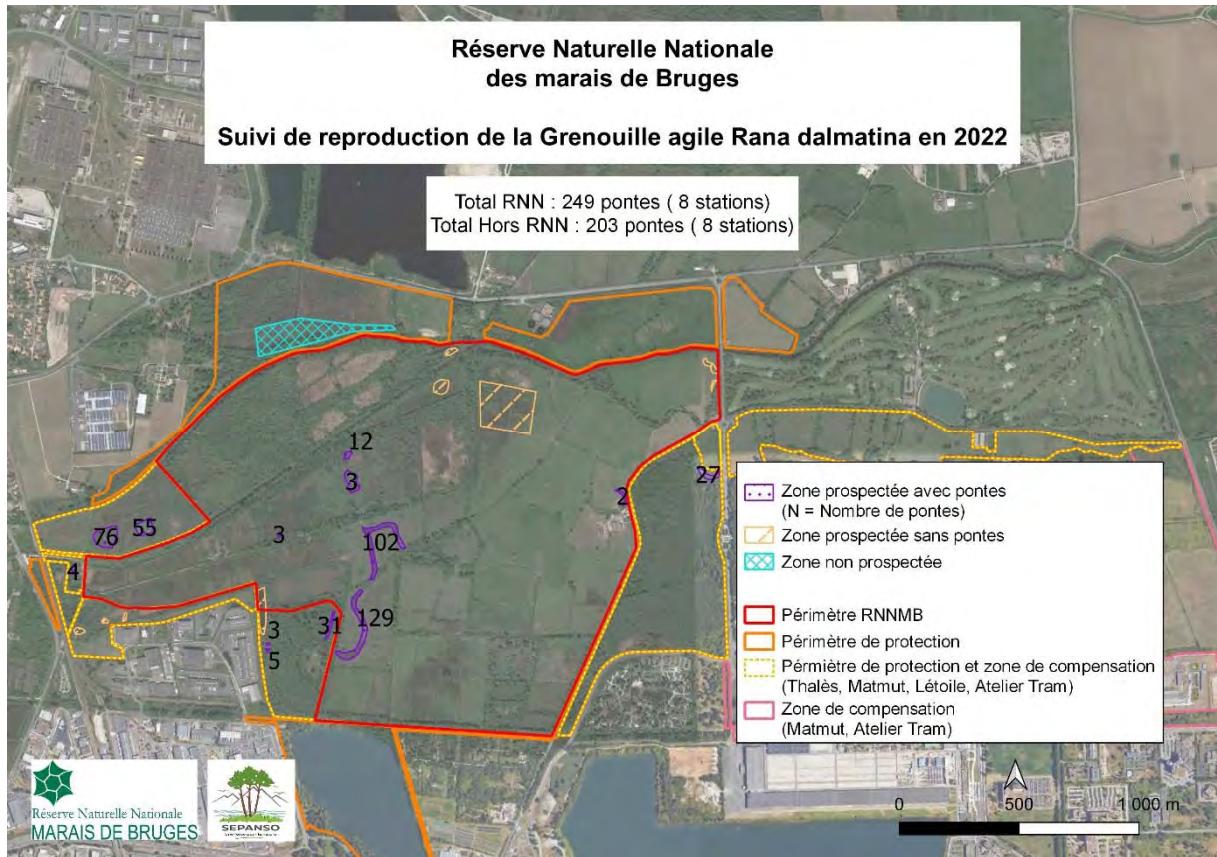 Réserve Naturelle Nationale
des marais de Bruges
Suivi de reproduction de la Grenouille agile Rana dalmatina en 2022
Total RNN : 249 pontes ( 8 stations)
Total Hors RNN : 203 pontes ( 8 stations)
12
3
27
2
76
55
3
102
4
129
31
3
5
Zone prospectée avec pontes
(N = Nombre de pontes)
Zone prospectée sans pontes
Zone non prospectée
Périmètre RNNMB
Périmètre de protection
Pérmiètre de protection et zone de compensation
(Thalès, Matmut, Létoile, Atelier Tram)
Zone de compensation
(Matmut, Atelier Tram)
Réserve Naturelle Nationale
MARAIS DE BRUGES
SEPANSO
0 500 1 000 m